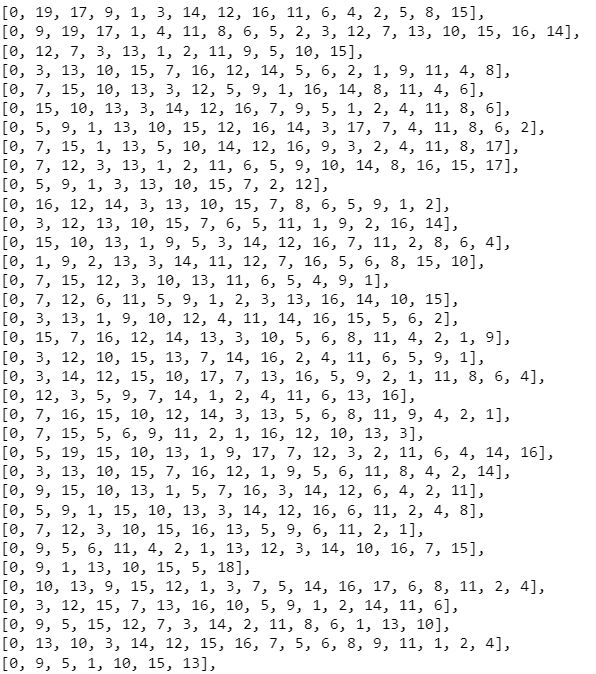 [0, 19, 17, 9, 1, 3, 14, 12, 16, 11, 6, 4, 2, 5, 8, 15],
[0, 9, 19, 17, 1, 4, 11, 8, 6, 5, 2, 3, 12, 7, 13, 10, 15, 16, 14],
[0, 12, 7, 3, 13, 1, 2, 11, 9, 5, 10, 15],
[0, 3, 13, 10, 15, 7, 16, 12, 14, 5, 6, 2, 1, 9, 11, 4, 8],
[0, 7, 15, 10, 13, 3, 12, 5, 9, 1, 16, 14, 8, 11, 4, 6],
[0, 15, 10, 13, 3, 14, 12, 16, 7, 9, 5, 1, 2, 4, 11, 8, 6],
[0, 5, 9, 1, 13, 10, 15, 12, 16, 14, 3, 17, 7, 4, 11, 8, 6, 2],
[0, 7, 15, 1, 13, 5, 10, 14, 12, 16, 9, 3, 2, 4, 11, 8, 17],
[0, 7, 12, 3, 13, 1, 2, 11, 6, 5, 9, 10, 14, 8, 16, 15, 17],
[0, 5, 9, 1, 3, 13, 10, 15, 7, 2, 12],
[0, 16, 12, 14, 3, 13, 10, 15, 7, 8, 6, 5, 9, 1, 2],
[0, 3, 12, 13, 10, 15, 7, 6, 5, 11, 1, 9, 2, 16, 14],
[0, 15, 10, 13, 1, 9, 5, 3, 14, 12, 16, 7, 11, 2, 8, 6, 4],
[0, 1, 9, 2, 13, 3, 14, 11, 12, 7, 16, 5, 6, 8, 15, 10],
[0, 7, 15, 12, 3, 10, 13, 11, 6, 5, 4, 9, 1],
[0, 7, 12, 6, 11, 5, 9, 1, 2, 3, 13, 16, 14, 10, 15],
[0, 3, 13, 1, 9, 10, 12, 4, 11, 14, 16, 15, 5, 6, 2],
[0, 15, 7, 16, 12, 14, 13, 3, 10, 5, 6, 8, 11, 4, 2, 1, 9],
[0, 3, 12, 10, 15, 13, 7, 14, 16, 2, 4, 11, 6, 5, 9, 1],
[0, 3, 14, 12, 15, 10, 17, 7, 13, 16, 5, 9, 2, 1, 11, 8, 6, 4],
[0, 12, 3, 5, 9, 7, 14, 1, 2, 4, 11, 6, 13, 16],
[0, 7, 16, 15, 10, 12, 14, 3, 13, 5, 6, 8, 11, 9, 4, 2, 1],
[0, 7, 15, 5, 6, 9, 11, 2, 1, 16, 12, 10, 13, 3],
[0, 5, 19, 15, 10, 13, 1, 9, 17, 7, 12, 3, 2, 11, 6, 4, 14, 16],
[0, 3, 13, 10, 15, 7, 16, 12, 1, 9, 5, 6, 11, 8, 4, 2, 14],
[0, 9, 15, 10, 13, 1, 5, 7, 16, 3, 14, 12, 6, 4, 2, 11],
[0, 5, 9, 1, 15, 10, 13, 3, 14, 12, 16, 6, 11, 2, 4, 8],
[0, 7, 12, 3, 10, 15, 16, 13, 5, 9, 6, 11, 2, 1],
[0, 9, 5, 6, 11, 4, 2, 1, 13, 12, 3, 14, 10, 16, 7, 15],
[0, 9, 1, 13, 10, 15, 5, 18],
[0, 10, 13, 9, 15, 12, 1, 3, 7, 5, 14, 16, 17, 6, 8, 11, 2, 4],
[0, 3, 12, 15, 7, 13, 16, 10, 5, 9, 1, 2, 14, 11, 6],
[0, 9, 5, 15, 12, 7, 3, 14, 2, 11, 8, 6, 1, 13, 10],
[0, 13, 10, 3, 14, 12, 15, 16, 7, 5, 6, 8, 9, 11, 1, 2, 4],
[0, 9, 5, 1, 10, 15, 13],